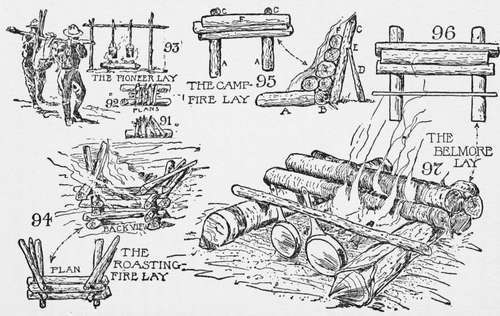 93
THE PIONEER LAY
92
PLANS
91
C C
F
A A
THE CAMP-
FIRE LAY
95
C
E
D
A B
96
THE
BELMORE
LAY
97
94
BACK VIEW
PLAN
THE
ROASTING-
FIRE LAY